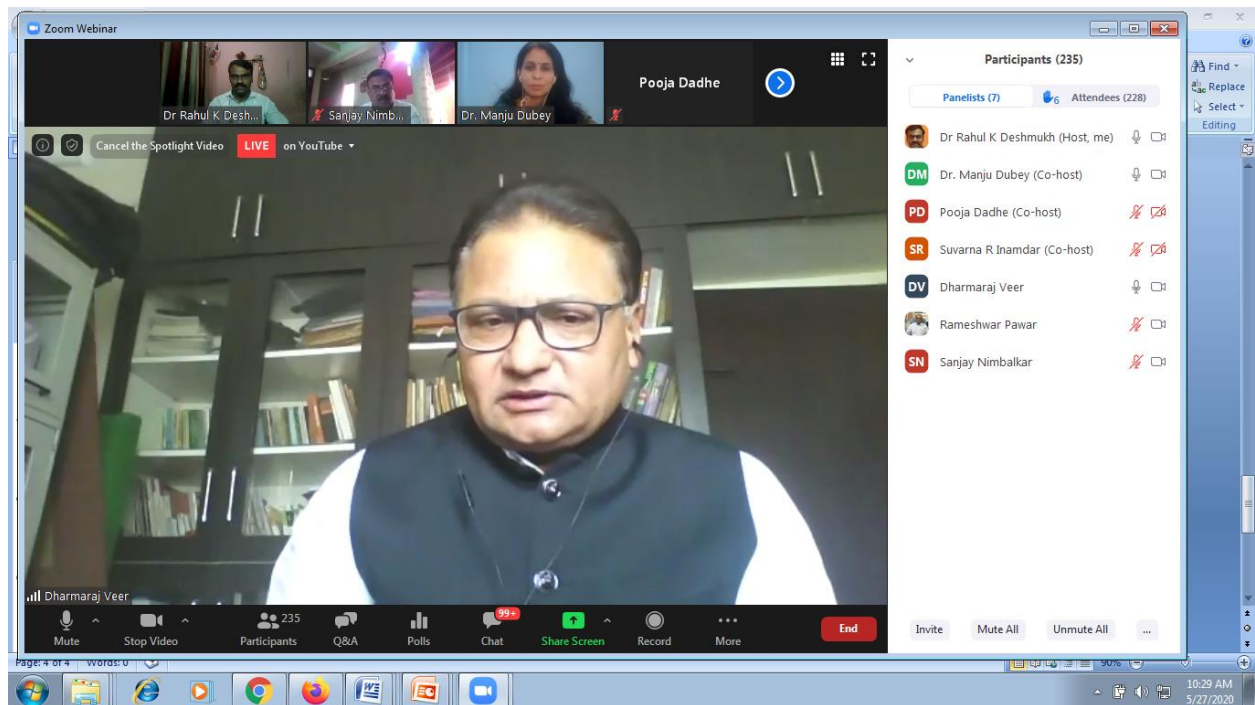 Zoom Webinar
Dr Rahul K Desh...
Sanjay Nimb...
Dr. Manju Dubey
Pooja Dadhe
Cancel the Spotlight Video
LIVE
on YouTube
Dharmaraj Veer
Participants (235)
Panelists (7)
6
Attendees (228)
Dr Rahul K Deshmukh (Host, me)
DM
Dr. Manju Dubey (Co-host)
PD
Pooja Dadhe (Co-host)
SR
Suvarna R Inamdar (Co-host)
DV
Dharmaraj Veer
Rameshwar Pawar
SN
Sanjay Nimbalkar
Mute
Stop Video
235
Participants
Q&A
Polls
99+
Chat
Share Screen
Record
More
End
Invite
Mute All
Unmute All
...
Find
Replace
Select
Editing
Page: 4 of 4
Words: 0
90%
10:29 AM
5/27/2020